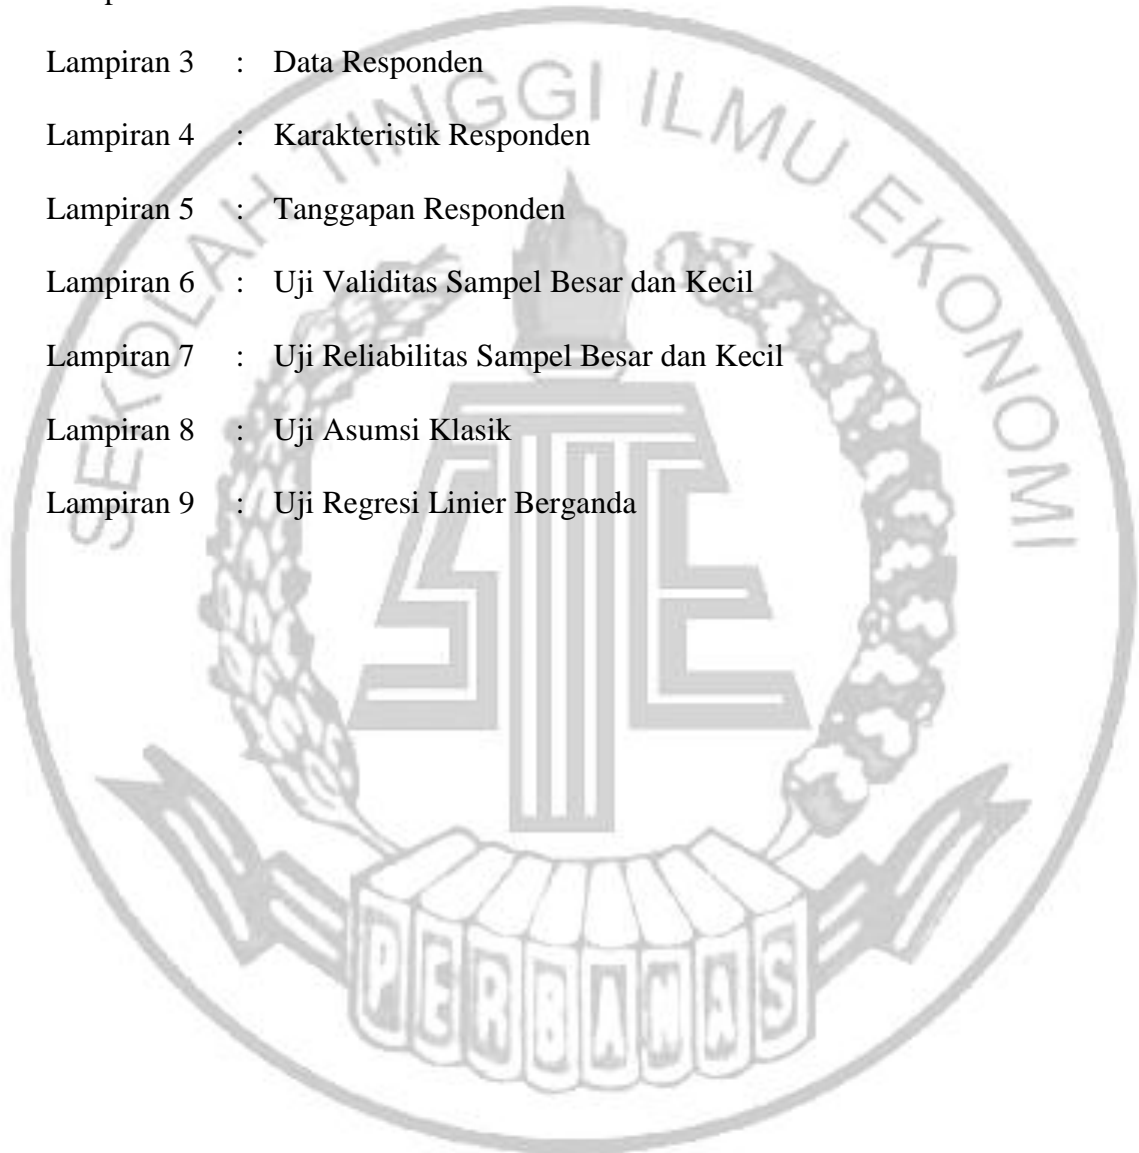 Lampiran 3 : Data Responden
Lampiran 4 : Karakteristik Responden
Lampiran 5 : Tanggapan Responden
Lampiran 6 : Uji Validitas Sampel Besar dan Kecil
Lampiran 7 : Uji Reliabilitas Sampel Besar dan Kecil
Lampiran 8 : Uji Asumsi Klasik
Lampiran 9 : Uji Regresi Linier Berganda
SEKOLAH TINGGI ILMU EKONOMI
STIE
PERBANAS